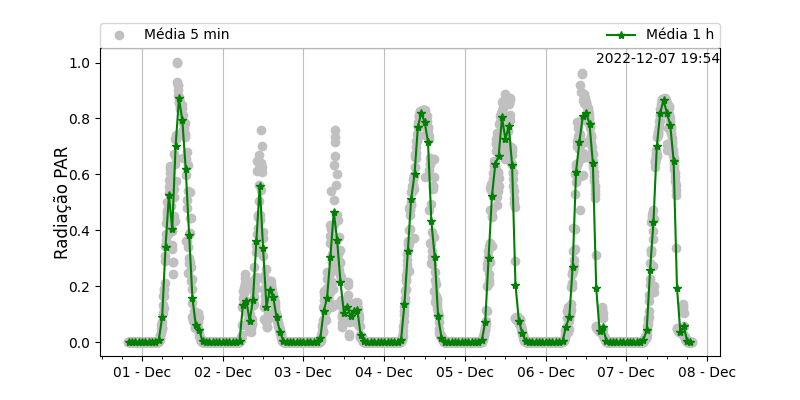 Média 5 min
Média 1 h
2022-12-07 19:54
Radiação PAR
1.0
0.8
0.6
0.4
0.2
0.0
01 - Dec
02 - Dec
03 - Dec
04 - Dec
05 - Dec
06 - Dec
07 - Dec
08 - Dec